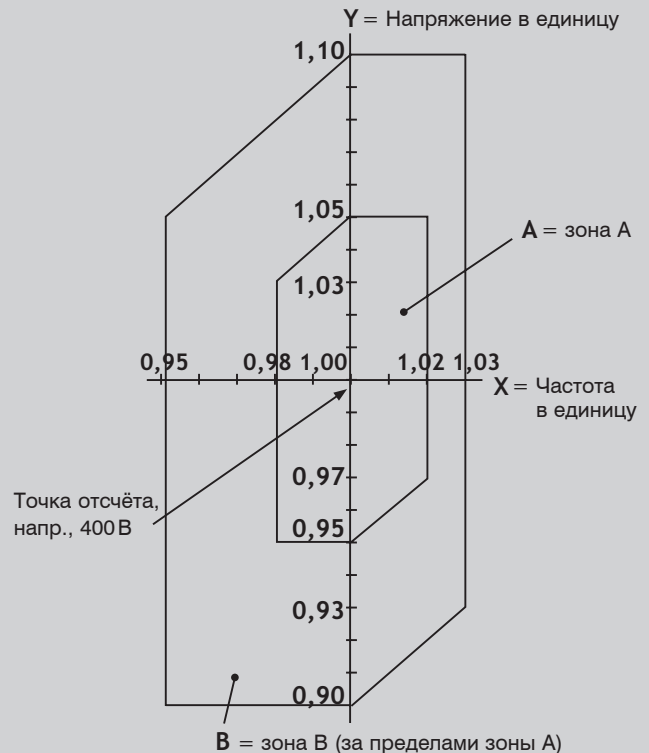 Y = Напряжение в единицу
1,10
1,05
A = зона A
1,03
0,95 0,98 1,00 1,02 1,03
X = Частота
в единицу
0,97
Точка отсчёта,
напр., 400 В
0,95
0,93
0,90
B = зона B (за пределами зоны A)